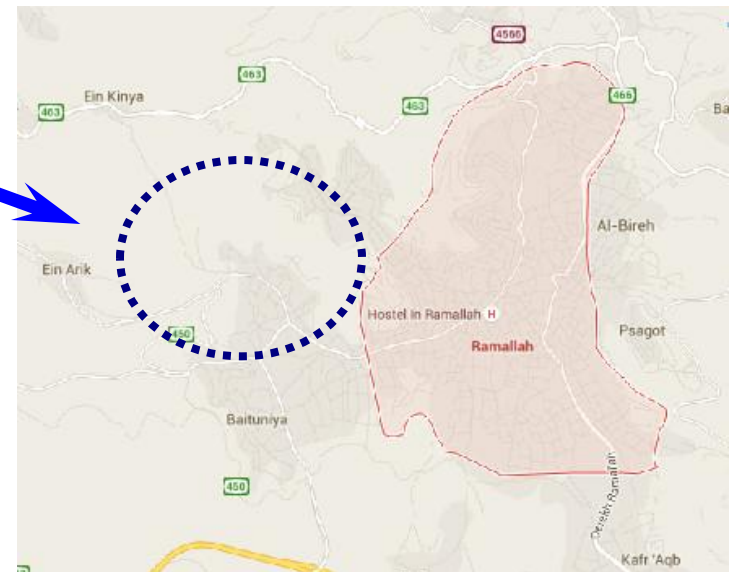 4566
463
Ein Kinya
463
463
466
Ba
Al-Bireh
Ein Arik
Hostel in Ramallah H
Psagot
450
Ramallah
Baituniya
450
Derekh Ramallah
Kafr 'Aqb